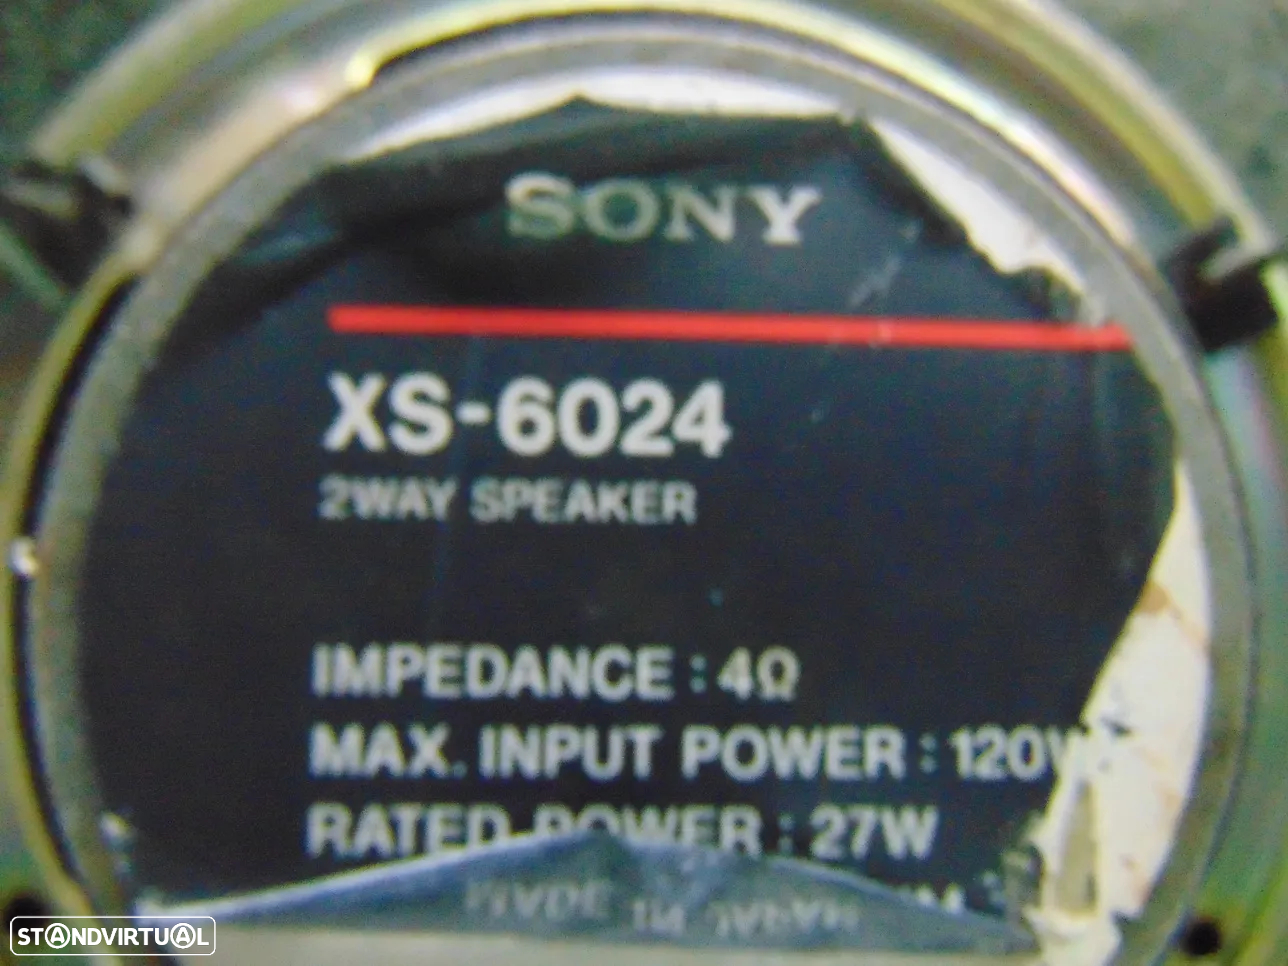 SONY
XS-6024
2WAY SPEAKER
IMPEDANCE : 4Ω
MAX. INPUT POWER : 120W
RATED POWER : 27W
STANDVIRTUAL